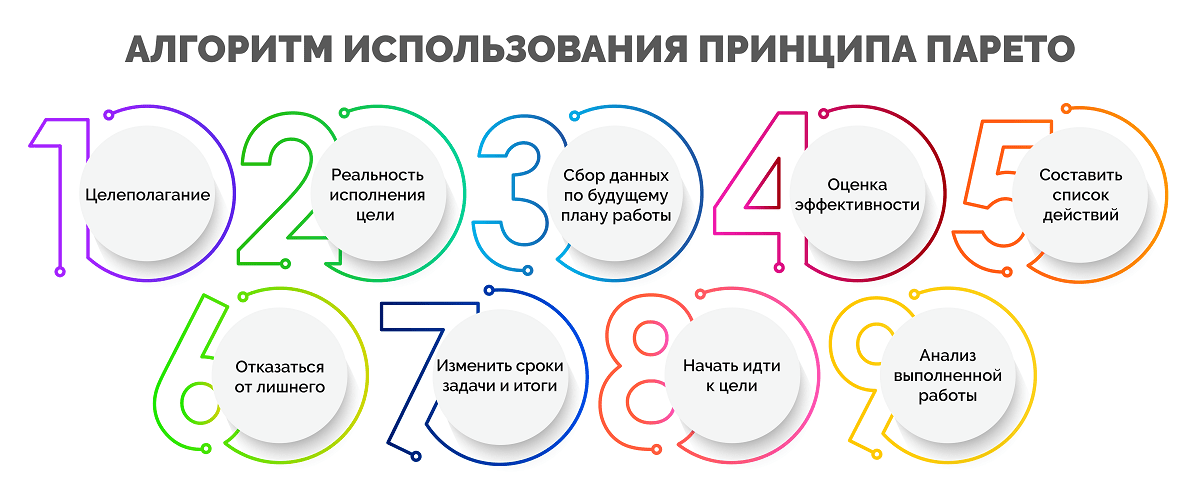 АЛГОРИТМ ИСПОЛЬЗОВАНИЯ ПРИНЦИПА ПАРЕТО
1
Целеполагание
2
Реальность
исполнения
цели
3
Сбор данных
по будущему
плану работы
4
Оценка
эффективности
5
Составить
список
действий
6
Отказаться
от лишнего
7
Изменить сроки
задачи и итоги
8
Начать идти
к цели
9
Анализ
выполненной
работы